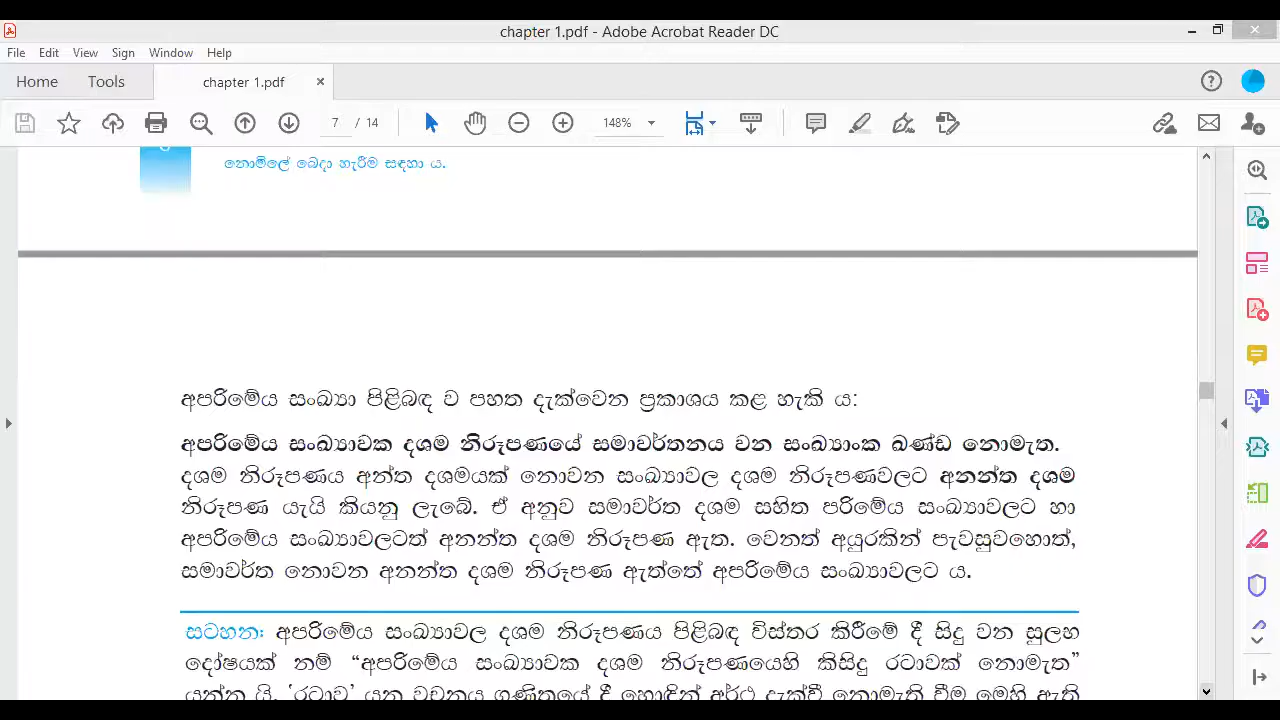 chapter 1.pdf - Adobe Acrobat Reader DC
File Edit View Sign Window Help
Home Tools chapter 1.pdf ×
7 / 14 148%
නොමිලේ බෙදා හැරීම සඳහා ය.
අපරිමේය සංඛ්‍යා පිළිබඳ ව පහත දැක්වෙන ප්‍රකාශය කළ හැකි ය:
අපරිමේය සංඛ්‍යාවක දශම නිරූපණයේ සමාවර්තනය වන සංඛ්‍යාංක ඛණ්ඩ නොමැත.
දශම නිරූපණය අන්ත දශමයක් නොවන සංඛ්‍යාවල දශම නිරූපණවලට අනන්ත දශම
නිරූපණ යැයි කියනු ලැබේ. ඒ අනුව සමාවර්ත දශම සහිත පරිමේය සංඛ්‍යාවලට හා
අපරිමේය සංඛ්‍යාවලටත් අනන්ත දශම නිරූපණ ඇත. වෙනත් අයුරකින් පැවසුවහොත්,
සමාවර්ත නොවන අනන්ත දශම නිරූපණ ඇත්තේ අපරිමේය සංඛ්‍යාවලට ය.
සටහන: අපරිමේය සංඛ්‍යාවල දශම නිරූපණය පිළිබඳ විස්තර කිරීමේ දී සිදු වන සුලභ
දෝෂයක් නම් “අපරිමේය සංඛ්‍යාවක දශම නිරූපණයෙහි කිසිදු රටාවක් නොමැත”
යන්න යි. ‘රටාව’ යන වචනය ගණිතයේ දී හොඳින් අර්ථ දැක්වී නොමැති වීම මෙහි ඇති